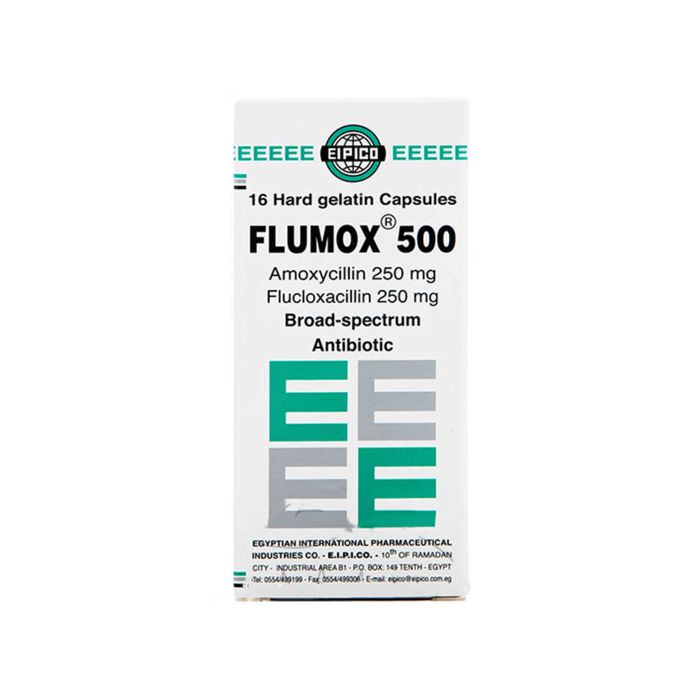 EEEEEE EIPICO EEEEE
16 Hard gelatin Capsules
FLUMOX® 500
Amoxycillin 250 mg
Flucloxacillin 250 mg
Broad-spectrum
Antibiotic
E E
E E
EGYPTIAN INTERNATIONAL PHARMACEUTICAL
INDUSTRIES CO. - E.I.P.I.CO. - 10th OF RAMADAN
CITY - INDUSTRIAL AREA B1 - P.O. BOX: 149 TENTH - EGYPT
Tel: 0554/499199 - Fax: 0554/499306 - E-mail: eipico@eipico.com.eg